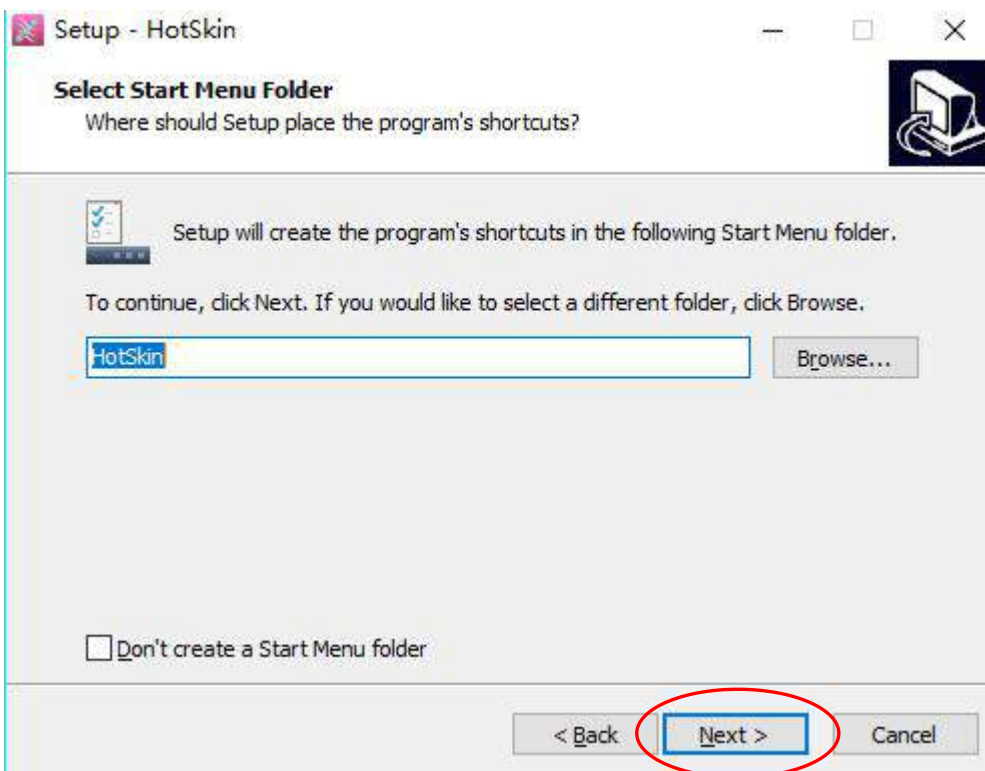 Setup - HotSkin
Select Start Menu Folder
Where should Setup place the program's shortcuts?
Setup will create the program's shortcuts in the following Start Menu folder.
To continue, click Next. If you would like to select a different folder, click Browse.
HotSkin
Browse...
Don't create a Start Menu folder
< Back
Next >
Cancel